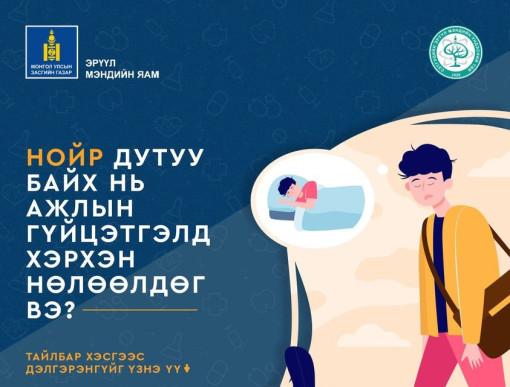 МОНГОЛ УЛСЫН
ЗАСГИЙН ГАЗАР
ЭРҮҮЛ
МЭНДИЙН ЯАМ
НОЙР ДУТУУ
БАЙХ НЬ
АЖЛЫН
ГҮЙЦЭТГЭЛД
ХЭРХЭН
НӨЛӨӨЛДӨГ
ВЭ?
ТАЙЛБАР ХЭСГЭЭС
ДЭЛГЭРЭНГҮЙГ ҮЗНЭ ҮҮ